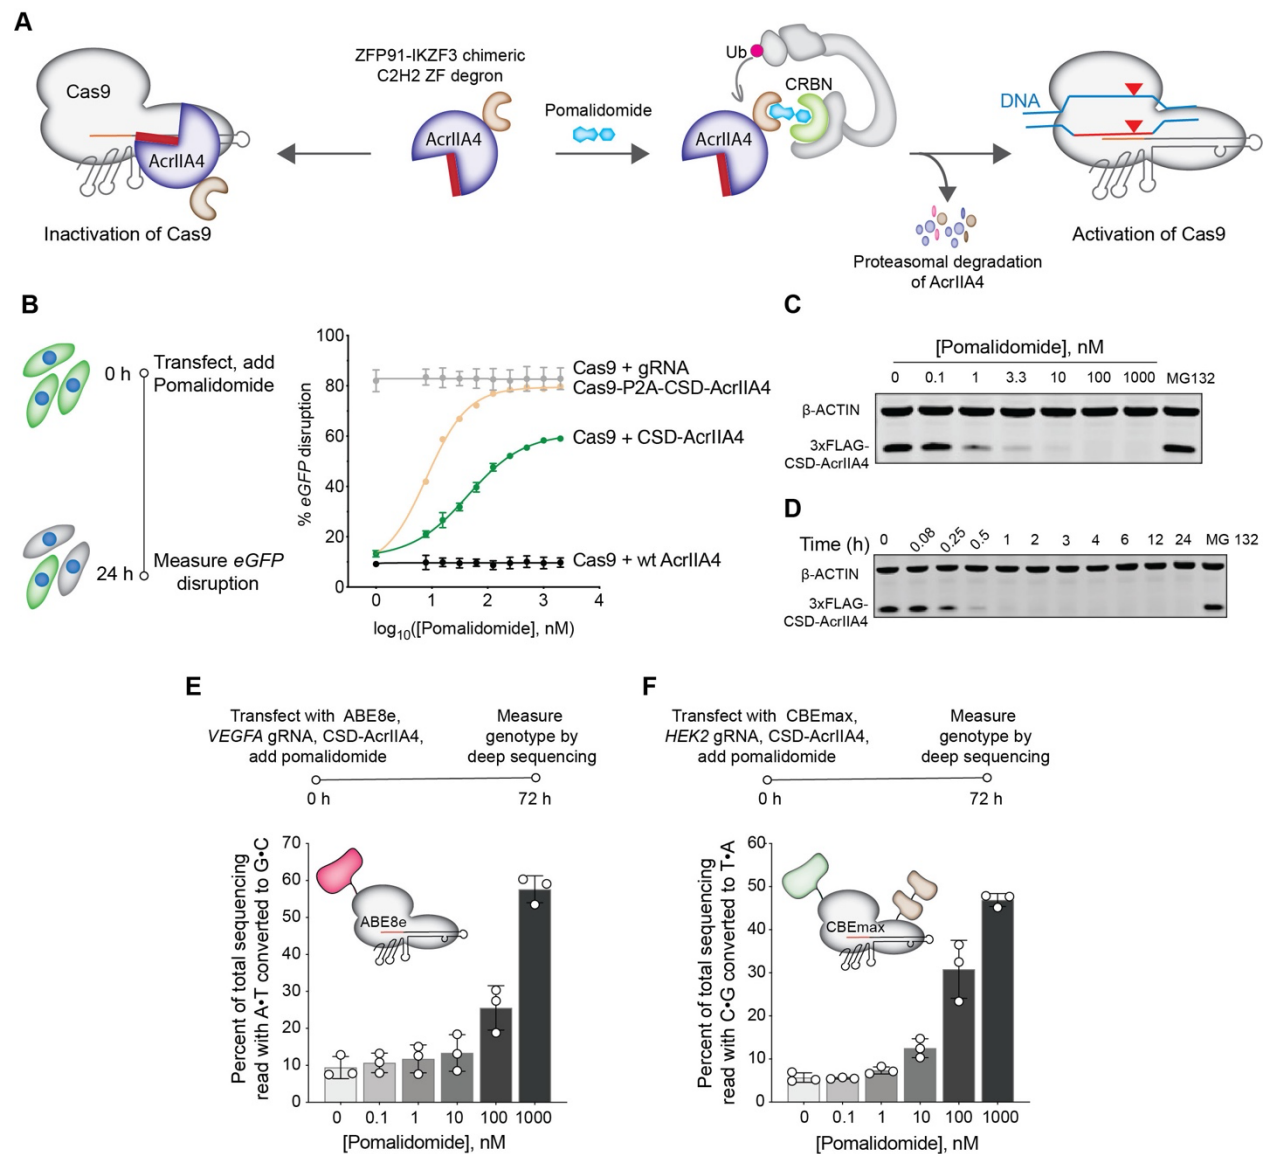 A
Cas9
AcrIIA4
Inactivation of Cas9
ZFP91-IKZF3 chimeric
C2H2 ZF degron
AcrIIA4
Pomalidomide
Ub
CRBN
AcrIIA4
Proteasomal degradation
of AcrIIA4
DNA
Activation of Cas9
B
0 h
Transfect, add
Pomalidomide
24 h
Measure eGFP
disruption
% eGFP disruption
100
80
60
40
20
0
0 1 2 3 4
log10([Pomalidomide], nM)
Cas9 + gRNA
Cas9-P2A-CSD-AcrIIA4
Cas9 + CSD-AcrIIA4
Cas9 + wt AcrIIA4
C
[Pomalidomide], nM
0 0.1 1 3.3 10 100 1000 MG132
β-ACTIN
3xFLAG-
CSD-AcrIIA4
D
Time (h) 0 0.08 0.25 0.5 1 2 3 4 6 12 24 MG 132
β-ACTIN
3xFLAG-
CSD-AcrIIA4
E
Transfect with ABE8e,
VEGFA gRNA, CSD-AcrIIA4,
add pomalidomide
Measure
genotype by
deep sequencing
0 h
72 h
Percent of total sequencing
read with A•T converted to G•C
70
60
50
40
30
20
10
0
ABE8e
0 0.1 1 10 100 1000
[Pomalidomide], nM
F
Transfect with CBEmax,
HEK2 gRNA, CSD-AcrIIA4,
add pomalidomide
Measure
genotype by
deep sequencing
0 h
72 h
Percent of total sequencing
read with C•G converted to T•A
60
50
40
30
20
10
0
CBEmax
0 0.1 1 10 100 1000
[Pomalidomide], nM